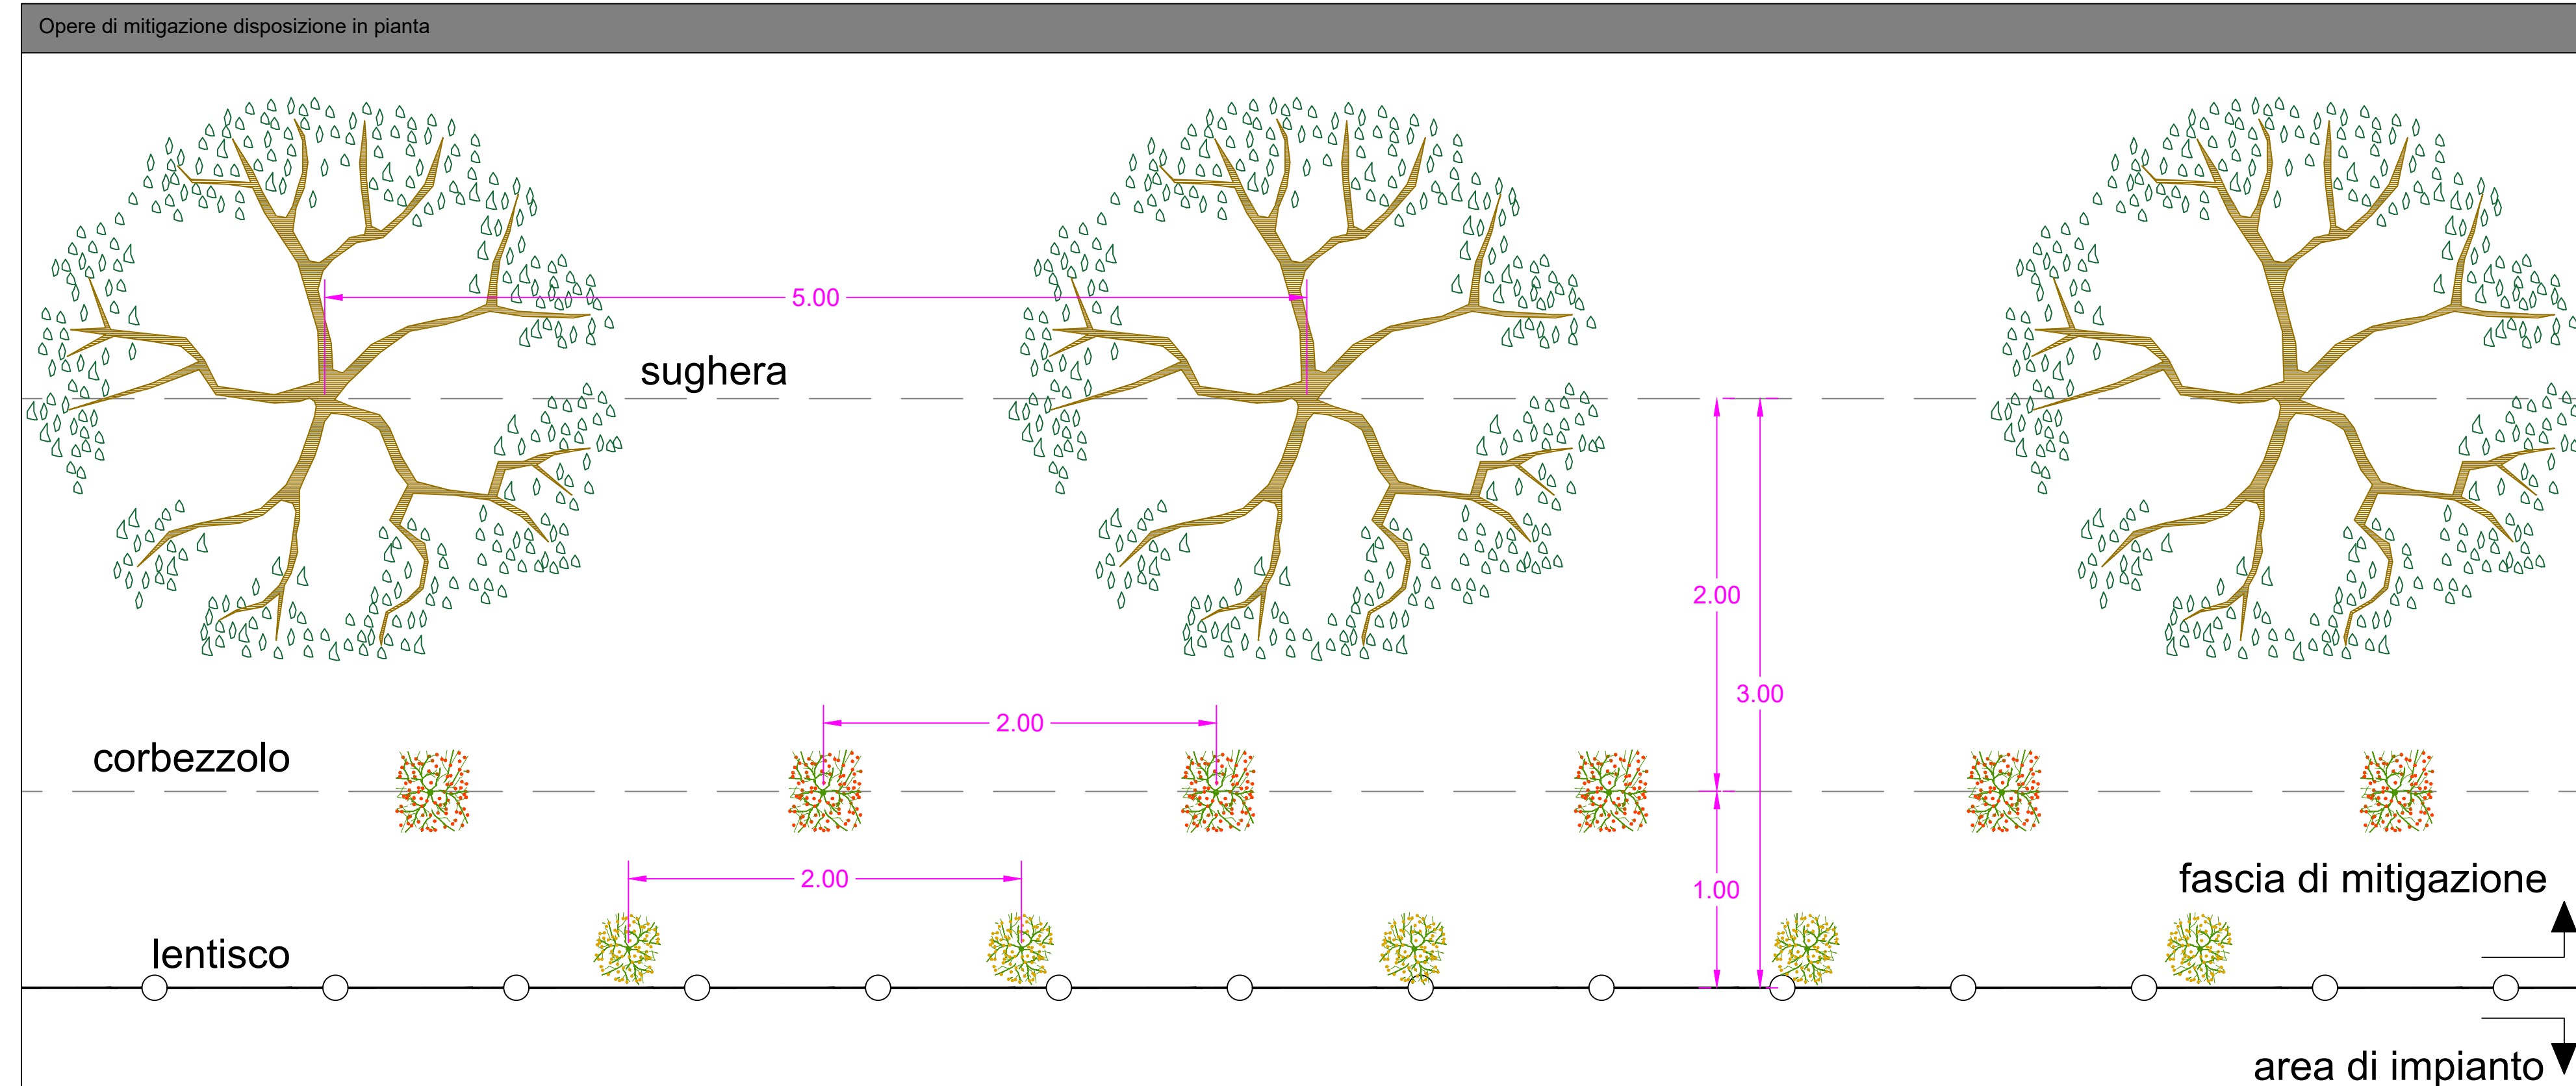 Opere di mitigazione disposizione in pianta
5.00
sughera
2.00
3.00
2.00
corbezzolo
2.00
1.00
fascia di mitigazione
lentisco
area di impianto